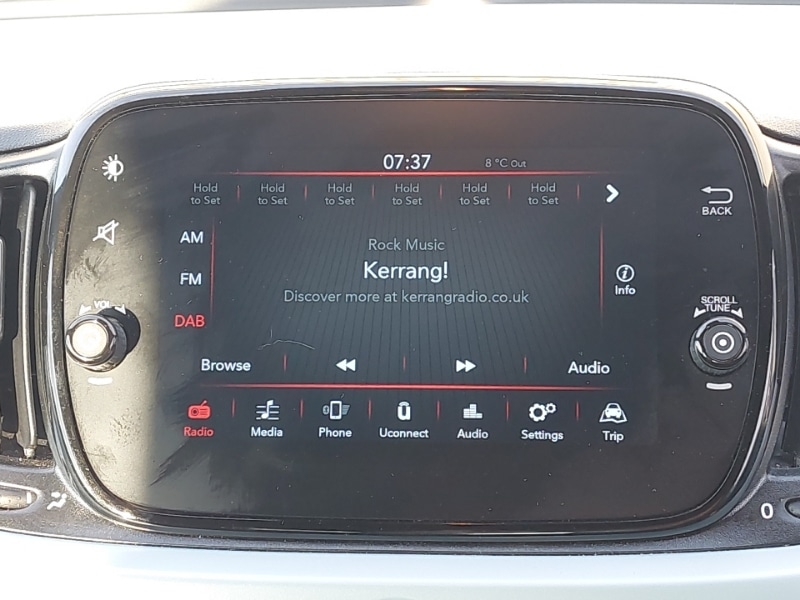 07:37 8 °C Out
Hold to Set Hold to Set Hold to Set Hold to Set Hold to Set Hold to Set
BACK
AM
Rock Music
FM
Kerrang!
Info
Discover more at kerrangradio.co.uk
VOL
SCROLL
TUNE
DAB
Browse
Audio
Radio Media Phone Uconnect Audio Settings Trip
0